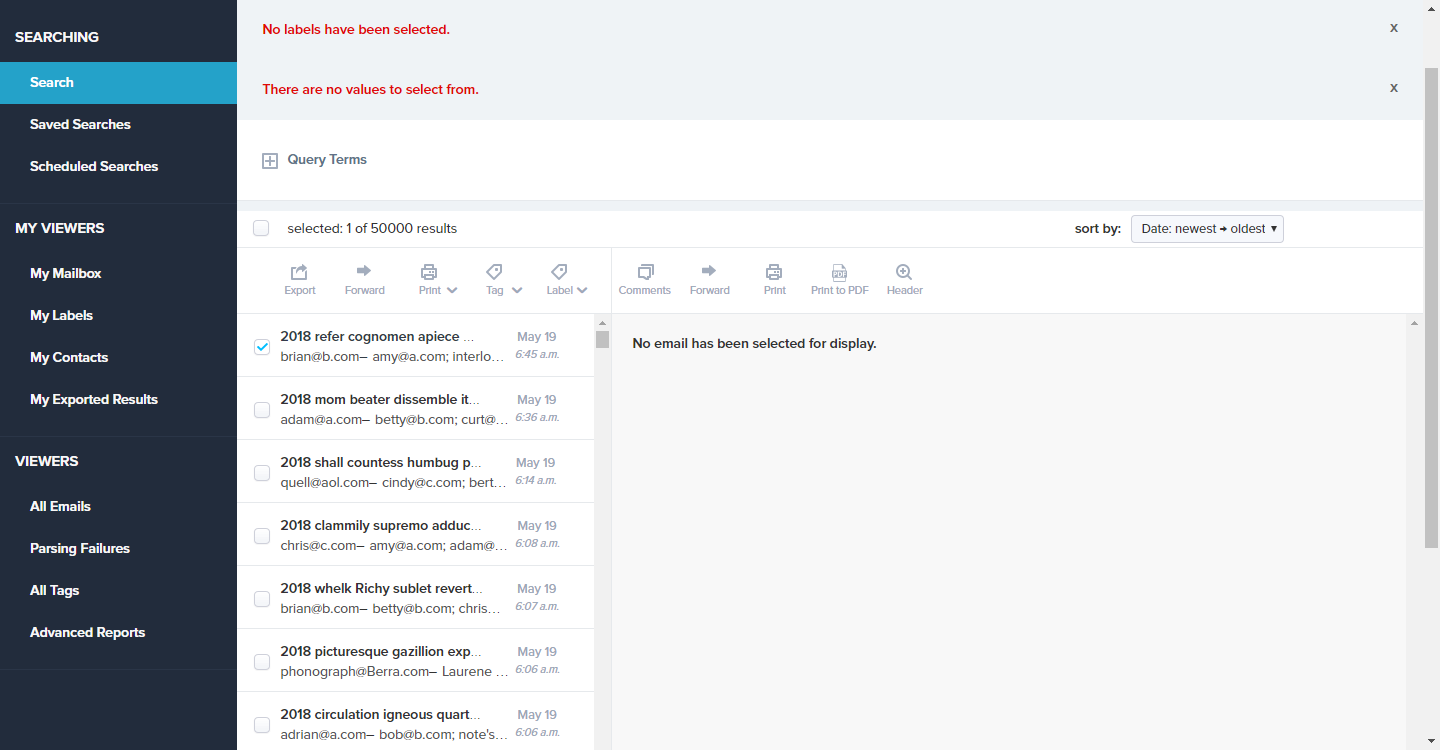 SEARCHING
Search
Saved Searches
Scheduled Searches
MY VIEWERS
My Mailbox
My Labels
My Contacts
My Exported Results
VIEWERS
All Emails
Parsing Failures
All Tags
Advanced Reports
No labels have been selected. x
There are no values to select from. x
Query Terms
selected: 1 of 50000 results
sort by: Date: newest → oldest
Export Forward Print Tag Label
Comments Forward Print Print to PDF Header
2018 refer cognomen apiece ... May 19
brian@b.com– amy@a.com; interlo... 6:45 a.m.
2018 mom beater dissemble it... May 19
adam@a.com– betty@b.com; curt@... 6:36 a.m.
2018 shall countess humbug p... May 19
quell@aol.com– cindy@c.com; bert... 6:14 a.m.
2018 clammily supremo adduc... May 19
chris@c.com– amy@a.com; adam@... 6:08 a.m.
2018 whelk Richy sublet revert... May 19
brian@b.com– betty@b.com; chris... 6:07 a.m.
2018 picturesque gazillion exp... May 19
phonograph@Berra.com– Laurene ... 6:06 a.m.
2018 circulation igneous quart... May 19
adrian@a.com– bob@b.com; note's... 6:06 a.m.
No email has been selected for display.